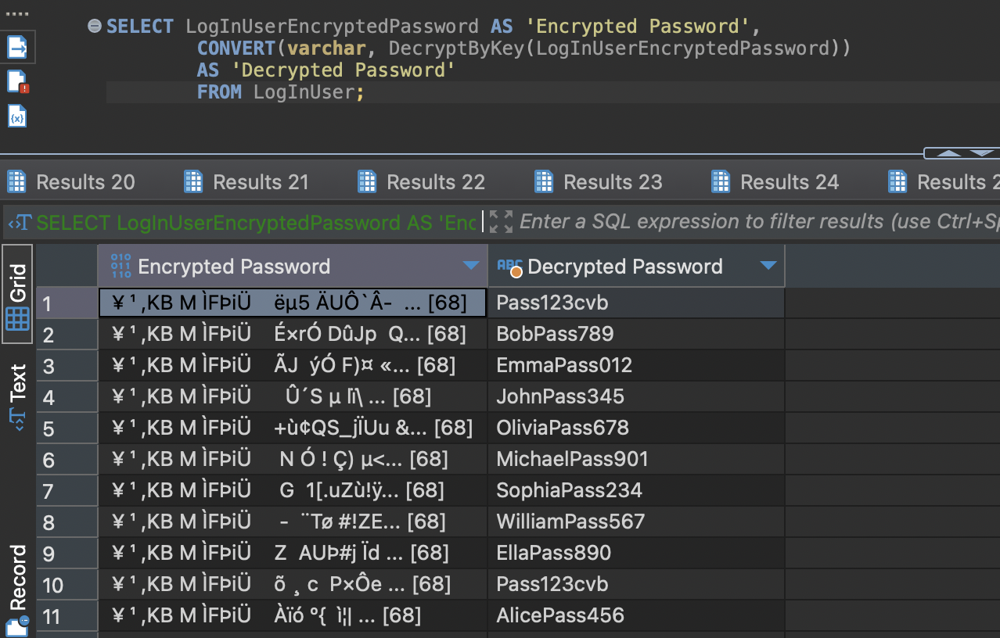 SELECT LogInUserEncryptedPassword AS 'Encrypted Password',
CONVERT(varchar, DecryptByKey(LogInUserEncryptedPassword))
AS 'Decrypted Password'
FROM LogInUser;
Results 20 Results 21 Results 22 Results 23 Results 24 Results 2
SELECT LogInUserEncryptedPassword AS 'Enc Enter a SQL expression to filter results (use Ctrl+Sp
Grid
Text
Record
Encrypted Password Decrypted Password
1 ¥ ¹ ,KB M ÌFÞiÜ ëµ5 ÄUÔ`Â- ... [68] Pass123cvb
2 ¥ ¹ ,KB M ÌFÞiÜ É×rÓ DûJp Q... [68] BobPass789
3 ¥ ¹ ,KB M ÌFÞiÜ ÃJ ýÓ F)¤ «... [68] EmmaPass012
4 ¥ ¹ ,KB M ÌFÞiÜ Û´S µ lï\ ... [68] JohnPass345
5 ¥ ¹ ,KB M ÌFÞiÜ +ù¢QS_jÏUu &... [68] OliviaPass678
6 ¥ ¹ ,KB M ÌFÞiÜ N Ó ! Ç) µ<... [68] MichaelPass901
7 ¥ ¹ ,KB M ÌFÞiÜ G 1[.uZù!ÿ... [68] SophiaPass234
8 ¥ ¹ ,KB M ÌFÞiÜ - ¨Tø #!ZE... [68] WilliamPass567
9 ¥ ¹ ,KB M ÌFÞiÜ Z AUÞ#j Ïd ... [68] EllaPass890
10 ¥ ¹ ,KB M ÌFÞiÜ õ ¸ c P×Ôe ... [68] Pass123cvb
11 ¥ ¹ ,KB M ÌFÞiÜ Àïó º{ ì¦| ... [68] AlicePass456